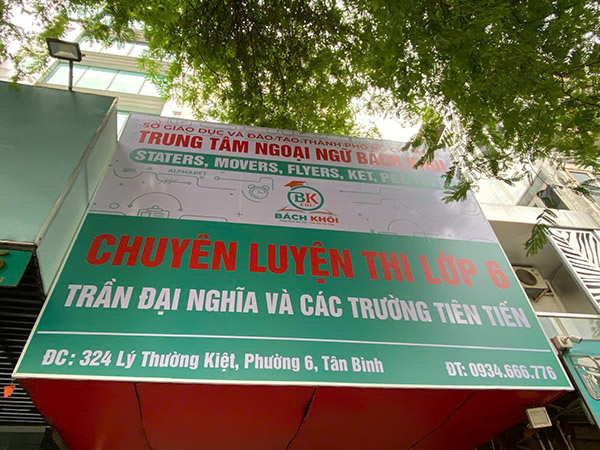 SỞ GIÁO DỤC VÀ ĐÀO TẠO THÀNH PHỐ
TRUNG TÂM NGOẠI NGỮ BÁCH KHÔI
STATERS, MOVERS, FLYERS, KET,
ALPHABET
BK
EDU
BÁCH KHÔI
CHUYÊN LUYỆN THI LỚP 6
TRẦN ĐẠI NGHĨA VÀ CÁC TRƯỜNG TIÊN TIẾN
ĐC: 324 Lý Thường Kiệt, Phường 6, Tân Bình
ĐT: 0934.666.776